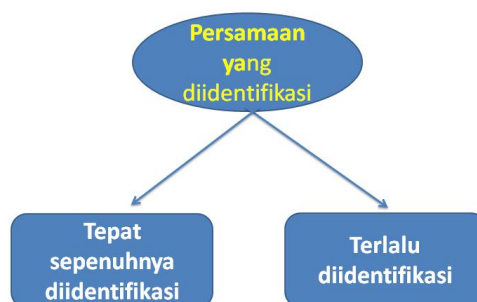 Persamaan
yang
diidentifikasi
Tepat
sepenuhnya
diidentifikasi
Terlalu
diidentifikasi